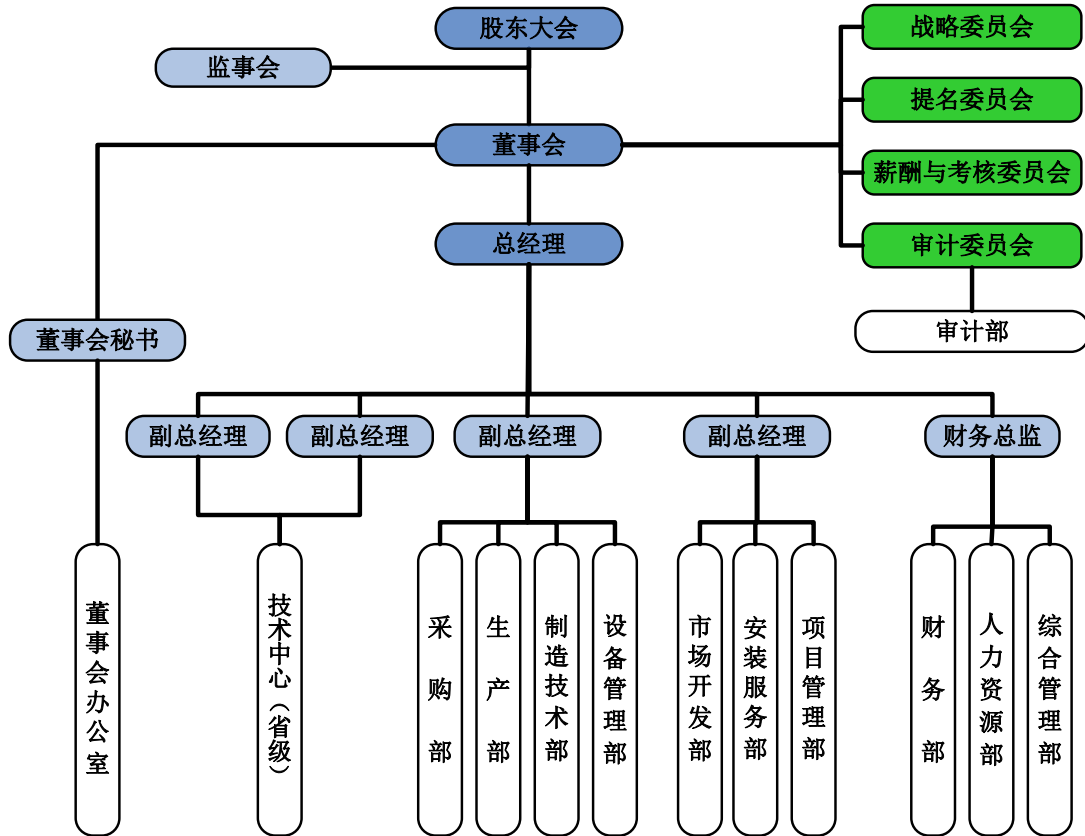 股东大会
战略委员会
监事会
提名委员会
董事会
薪酬与考核委员会
总经理
审计委员会
董事会秘书
审计部
副总经理
副总经理
副总经理
副总经理
财务总监
董事会办公室
技术中心（省级）
采购部
生产部
制造技术部
设备管理部
市场开发部
安装服务部
项目管理部
财务部
人力资源部
综合管理部